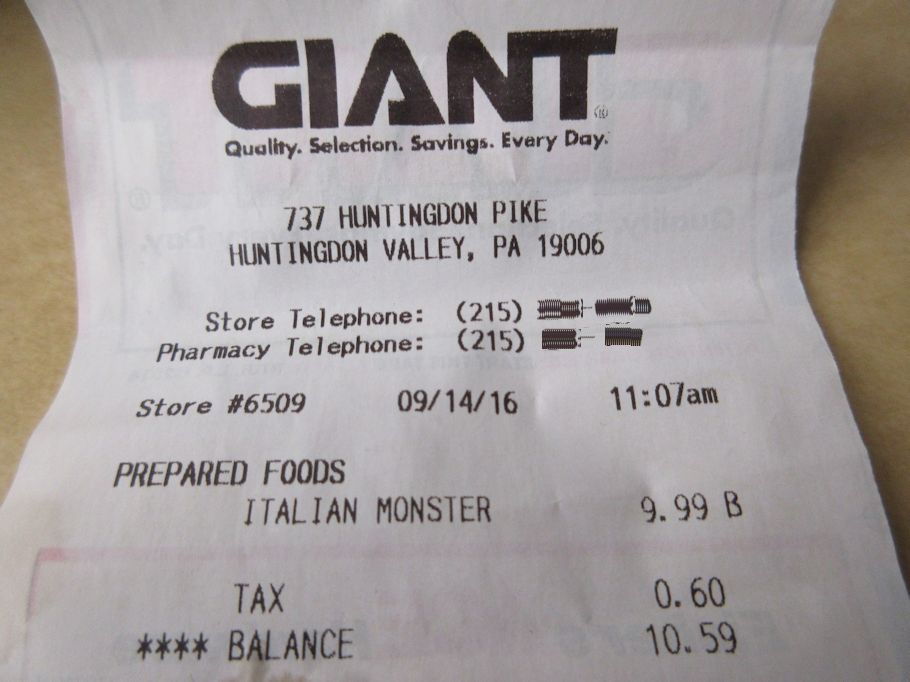 GIANT®
Quality. Selection. Savings. Every Day.
737 HUNTINGDON PIKE
HUNTINGDON VALLEY, PA 19006
Store Telephone: (215)
Pharmacy Telephone: (215)
Store #6509 09/14/16 11:07am
PREPARED FOODS
ITALIAN MONSTER 9.99 B
TAX 0.60
**** BALANCE 10.59